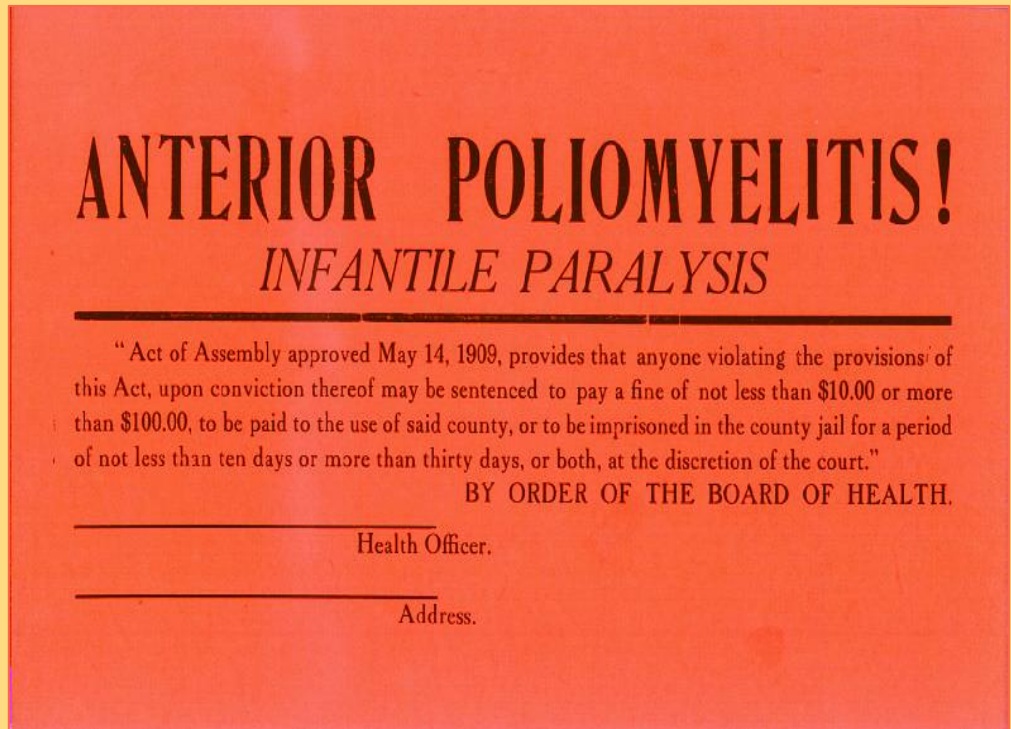 ANTERIOR POLIOMYELITIS!
INFANTILE PARALYSIS
“Act of Assembly approved May 14, 1909, provides that anyone violating the provisions of
this Act, upon conviction thereof may be sentenced to pay a fine of not less than $10.00 or more
than $100.00, to be paid to the use of said county, or to be imprisoned in the county jail for a period
of not less than ten days or more than thirty days, or both, at the discretion of the court.”
BY ORDER OF THE BOARD OF HEALTH.
Health Officer.
Address.